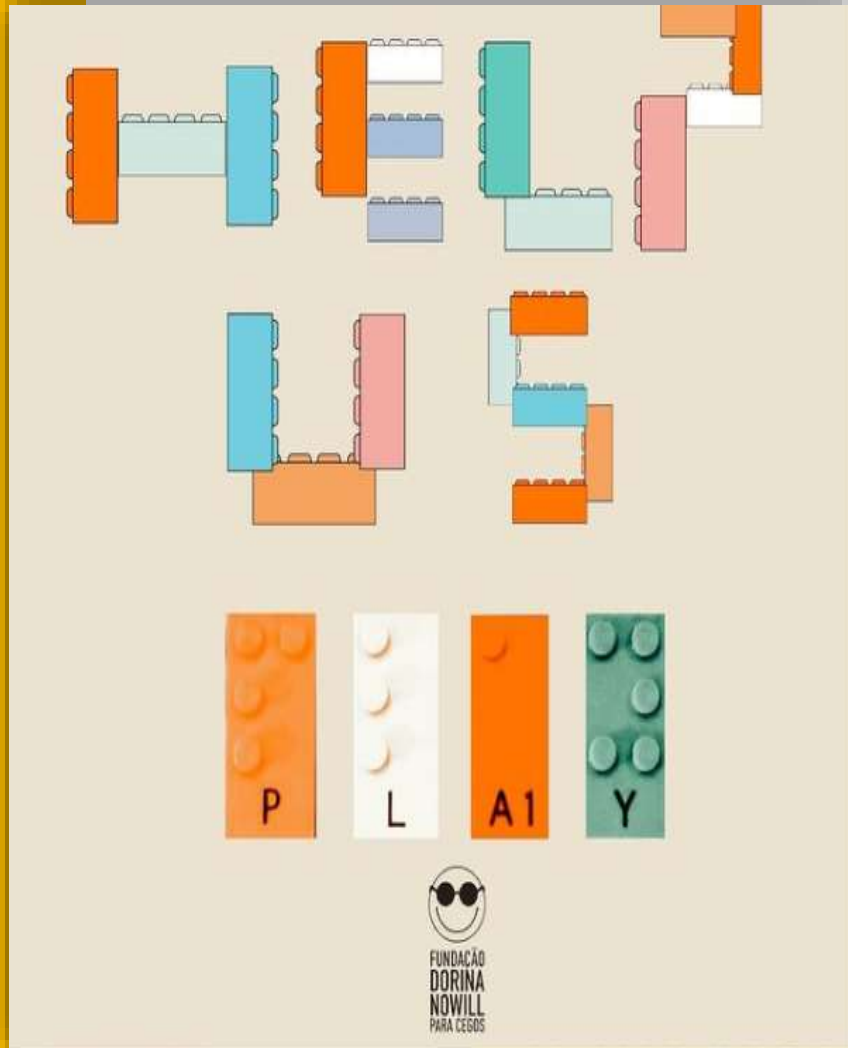 HELP
US
P L A1 Y
FUNDAÇÃO
DORINA
NOWILL
PARA CEGOS